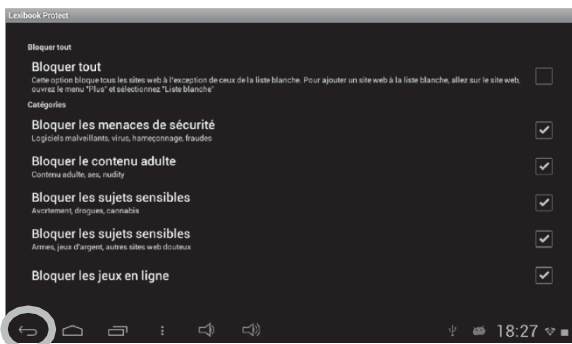 Lexibook Protect
Bloquer tout
Bloquer tout
Cette option bloque tous les sites web à l'exception de ceux de la liste blanche. Pour ajouter un site web à la liste blanche, allez sur le site web,
ouvrez le menu "Plus" et sélectionnez "Liste blanche"
Catégories
Bloquer les menaces de sécurité
Logiciels malveillants, virus, hameçonnage, fraudes
Bloquer le contenu adulte
Contenu adulte, sex, nudity
Bloquer les sujets sensibles
Avortement, drogues, cannabis
Bloquer les sujets sensibles
Armes, jeux d'argent, autres sites web douteux
Bloquer les jeux en ligne
18:27